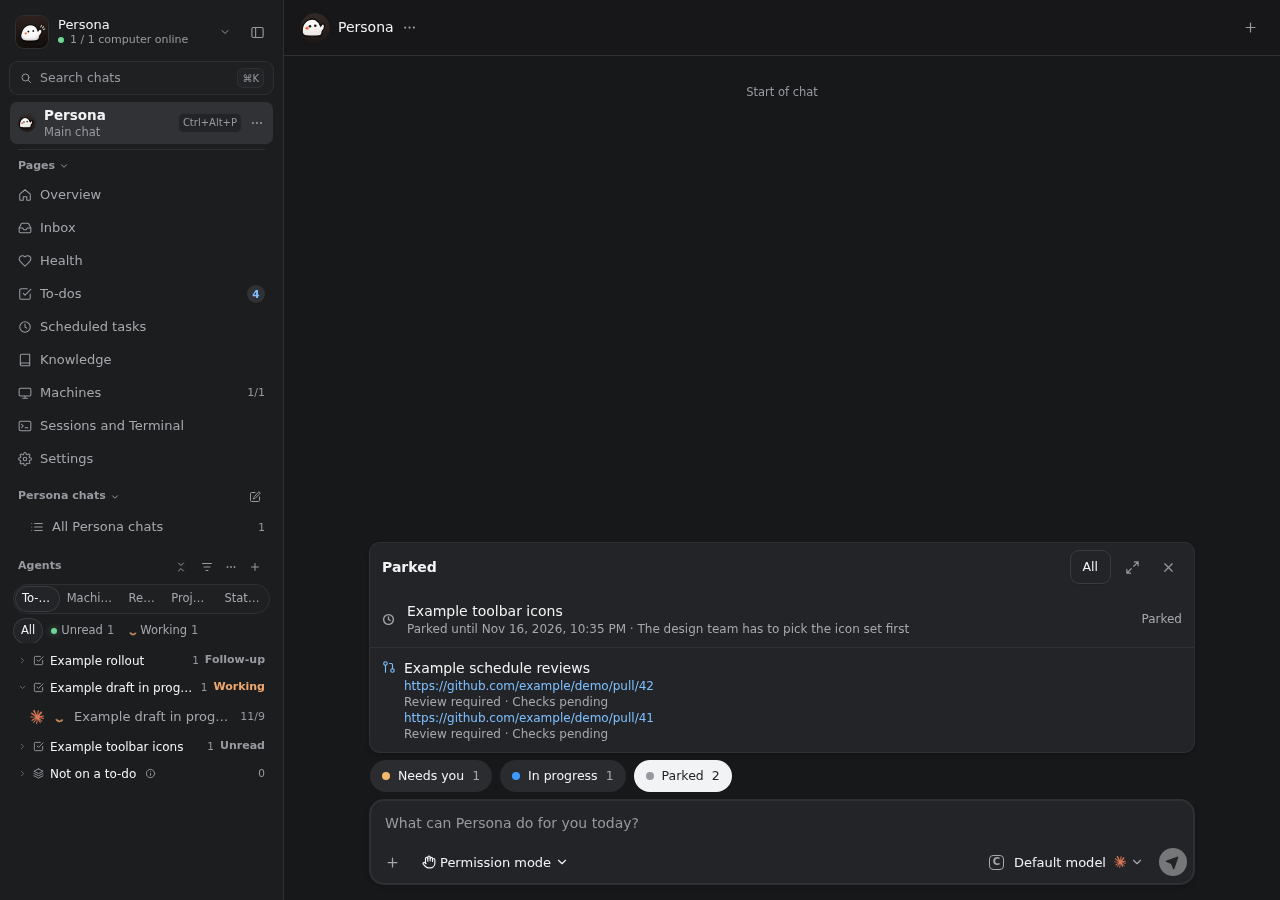 Persona
1 / 1 computer online
Search chats
⌘K
Persona
Main chat
Ctrl+Alt+P
Pages
Overview
Inbox
Health
To-dos
4
Scheduled tasks
Knowledge
Machines
1/1
Sessions and Terminal
Settings
Persona chats
All Persona chats
1
Agents
To-…
Machi…
Re…
Proj…
Stat…
All
Unread 1
Working 1
Example rollout
1 Follow-up
Example draft in prog…
1 Working
Example draft in prog…
11/9
Example toolbar icons
1 Unread
Not on a to-do
0
Persona
Start of chat
Parked
All
Example toolbar icons
Parked until Nov 16, 2026, 10:35 PM · The design team has to pick the icon set first
Parked
Example schedule reviews
https://github.com/example/demo/pull/42
Review required · Checks pending
https://github.com/example/demo/pull/41
Review required · Checks pending
Needs you 1
In progress 1
Parked 2
What can Persona do for you today?
Permission mode
C
Default model